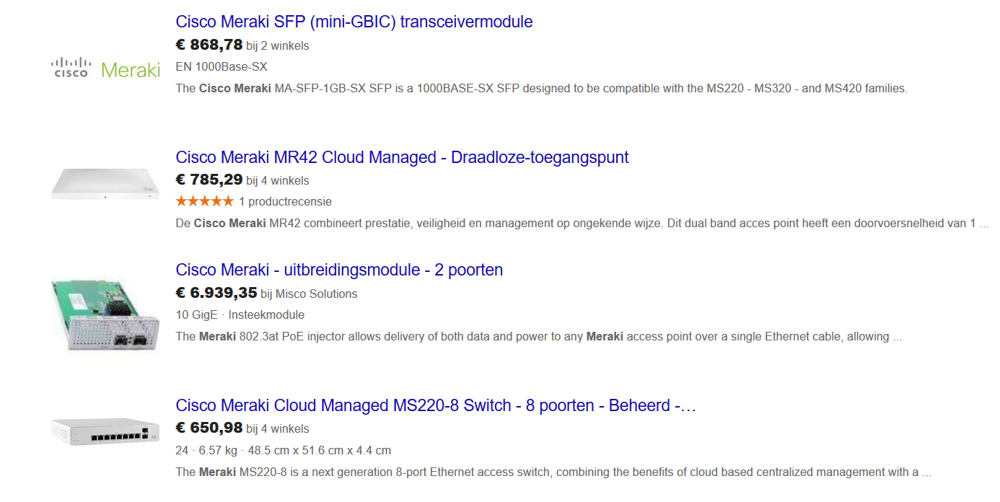 Cisco Meraki SFP (mini-GBIC) transceivermodule
€ 868,78 bij 2 winkels
CISCO Meraki
EN 1000Base-SX
The Cisco Meraki MA-SFP-1GB-SX SFP is a 1000BASE-SX SFP designed to be compatible with the MS220 - MS320 - and MS420 families.
Cisco Meraki MR42 Cloud Managed - Draadloze-toegangspunt
€ 785,29 bij 4 winkels
1 productrecensie
De Cisco Meraki MR42 combineert prestatie, veiligheid en management op ongekende wijze. Dit dual band acces point heeft een doorvoersnelheid van 1 ...
Cisco Meraki - uitbreidingsmodule - 2 poorten
€ 6.939,35 bij Misco Solutions
10 GigE · Insteekmodule
The Meraki 802.3at PoE injector allows delivery of both data and power to any Meraki access point over a single Ethernet cable, allowing ...
Cisco Meraki Cloud Managed MS220-8 Switch - 8 poorten - Beheerd -...
€ 650,98 bij 4 winkels
24 · 6.57 kg · 48.5 cm x 51.6 cm x 4.4 cm
The Meraki MS220-8 is a next generation 8-port Ethernet access switch, combining the benefits of cloud based centralized management with a ...